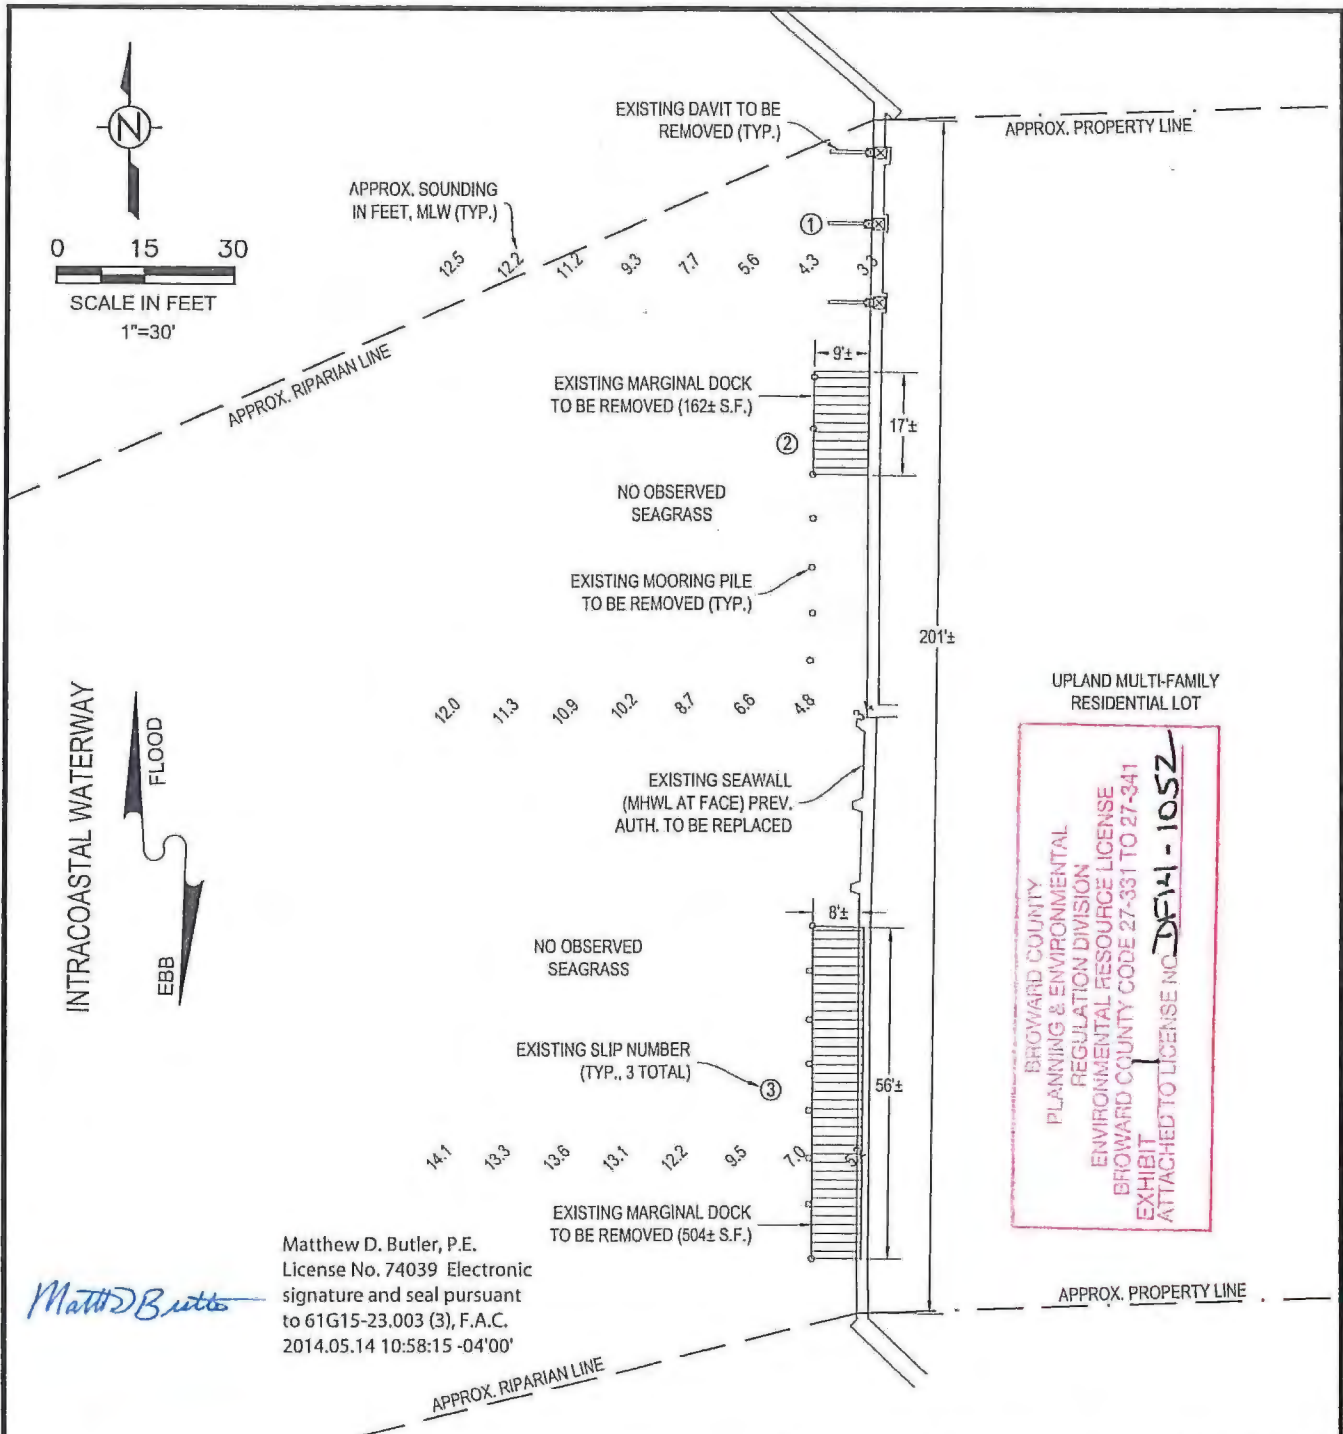 EXISTING DAVIT TO BE
REMOVED (TYP.)
APPROX. PROPERTY LINE
N
APPROX. SOUNDING
IN FEET, MLW (TYP.)
1
0 15 30
SCALE IN FEET
1"=30'
12.5 12.2 11.2 9.3 7.7 5.6 4.3
APPROX. RIPARIAN LINE
9'±
EXISTING MARGINAL DOCK
TO BE REMOVED (162± S.F.)
17'±
2
NO OBSERVED
SEAGRASS
EXISTING MOORING PILE
TO BE REMOVED (TYP.)
201'±
UPLAND MULTI-FAMILY
RESIDENTIAL LOT
12.0 11.3 10.9 10.2 8.7 6.6 4.8
INTRACOASTAL WATERWAY
FLOOD
EBB
EXISTING SEAWALL
(MHWL AT FACE) PREV.
AUTH. TO BE REPLACED
8'±
NO OBSERVED
SEAGRASS
EXISTING SLIP NUMBER
(TYP., 3 TOTAL)
3
56'±
14.1 13.3 13.6 13.1 12.2 9.5 7.0
EXISTING MARGINAL DOCK
TO BE REMOVED (504± S.F.)
BROWARD COUNTY
PLANNING & ENVIRONMENTAL
REGULATION DIVISION
ENVIRONMENTAL RESOURCE LICENSE
BROWARD COUNTY CODE 27-331 TO 27-341
EXHIBIT 1
ATTACHED TO LICENSE NO DF14-1052
Matthew D. Butler, P.E.
License No. 74039 Electronic
signature and seal pursuant
to 61G15-23.003 (3), F.A.C.
2014.05.14 10:58:15 -04'00'
Matt D Butler
APPROX. PROPERTY LINE
APPROX. RIPARIAN LINE